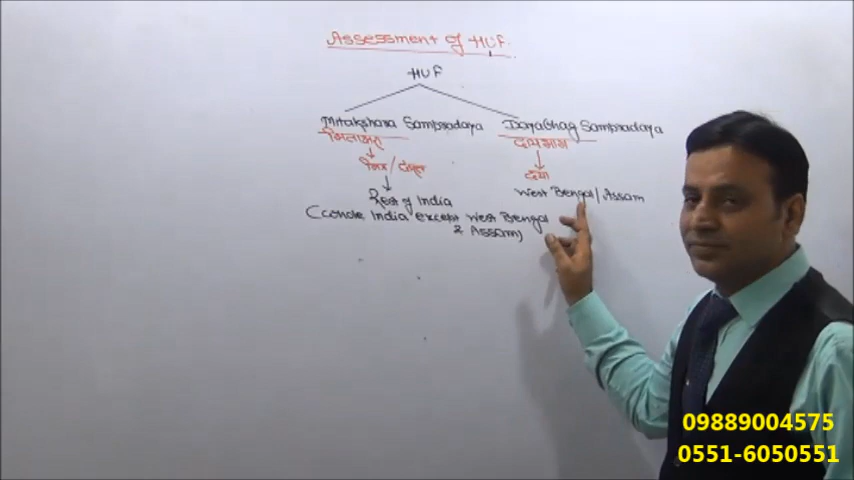 Assessment of HUF.
HUF
Mitakshara Sampradaya
Dayabhag Sampradaya
मिताक्षरा
दायभाग
मित /
दया
West Bengal / Assam
Rest of India
(whole India except West Bengal
& Assam)
09889004575
0551-6050551